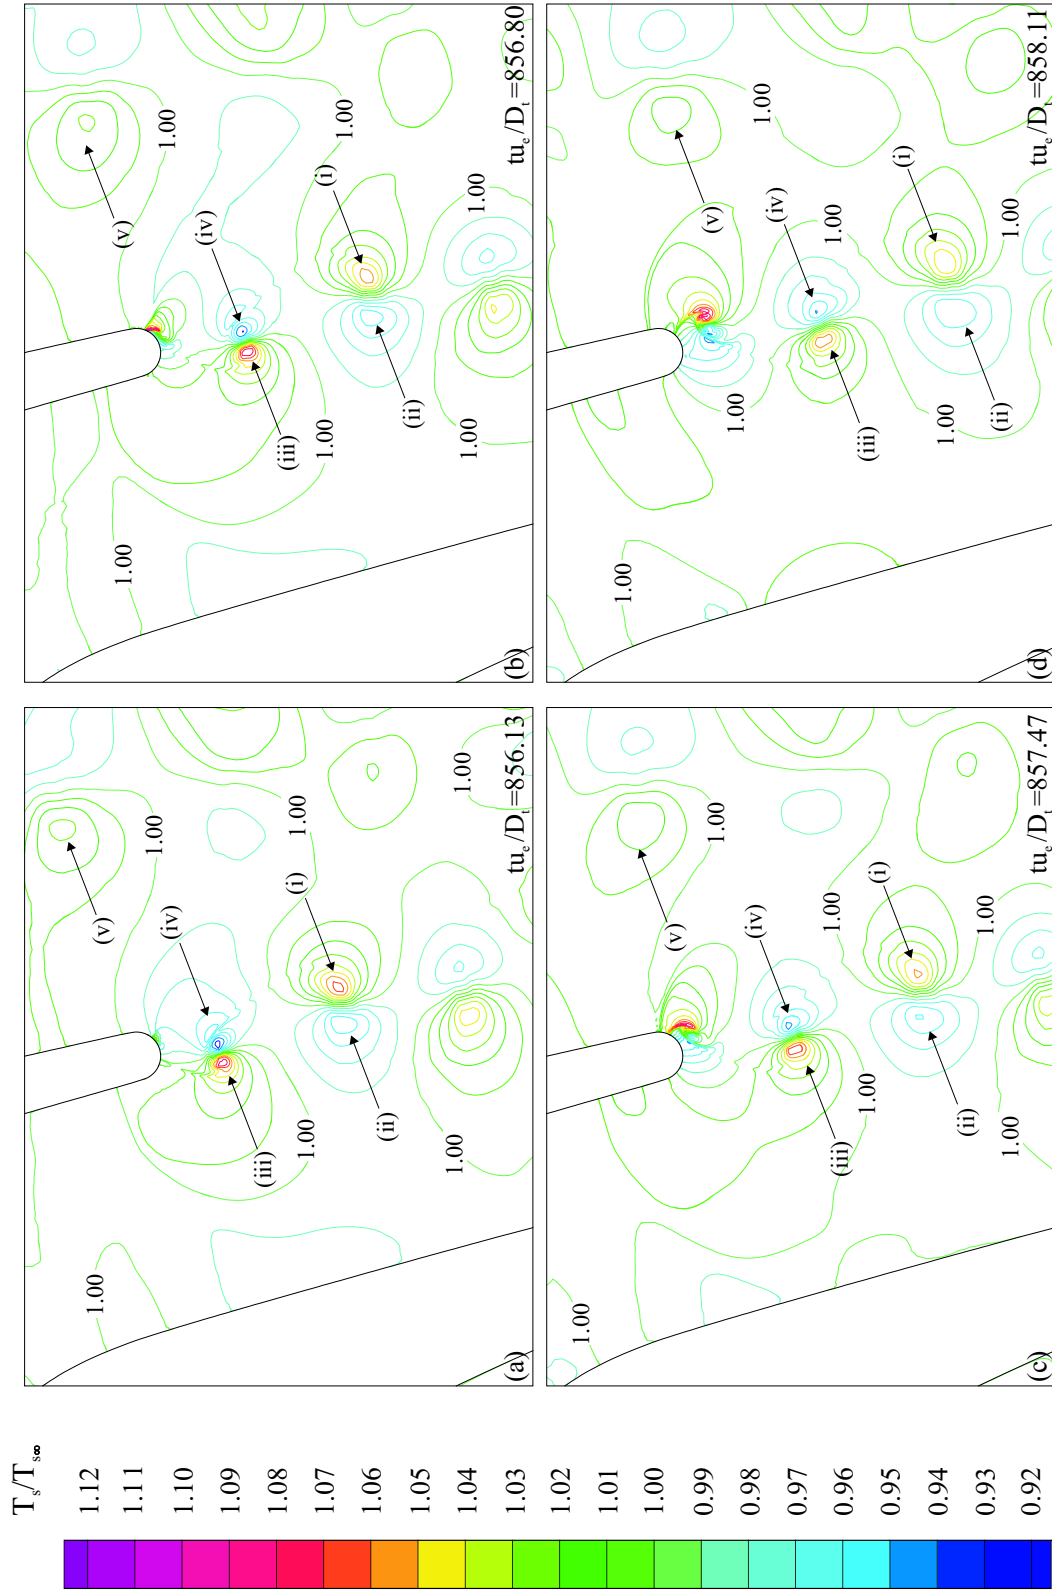 T_s/T_s∞
1.12
1.11
1.10
1.09
1.08
1.07
1.06
1.05
1.04
1.03
1.02
1.01
1.00
0.99
0.98
0.97
0.96
0.95
0.94
0.93
0.92
(a)
tu_e/D_t=856.13
1.00
1.00
1.00
1.00
1.00
1.00
(i)
(ii)
(iii)
(iv)
(v)
(b)
tu_e/D_t=856.80
1.00
1.00
1.00
1.00
1.00
1.00
(i)
(ii)
(iii)
(iv)
(v)
(c)
tu_e/D_t=857.47
1.00
1.00
1.00
1.00
1.00
1.00
(i)
(ii)
(iii)
(iv)
(v)
(d)
tu_e/D_t=858.11
1.00
1.00
1.00
1.00
1.00
1.00
(i)
(ii)
(iii)
(iv)
(v)